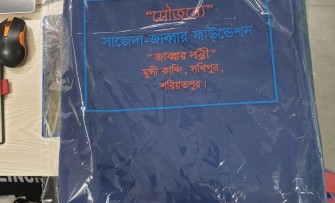 "সৌজন্যে"
সাজেদা-জাব্বার ফাউন্ডেশন
"জাব্বার পল্লী"
মুন্সী কান্দি, সখিপুর,
শরিয়তপুর।